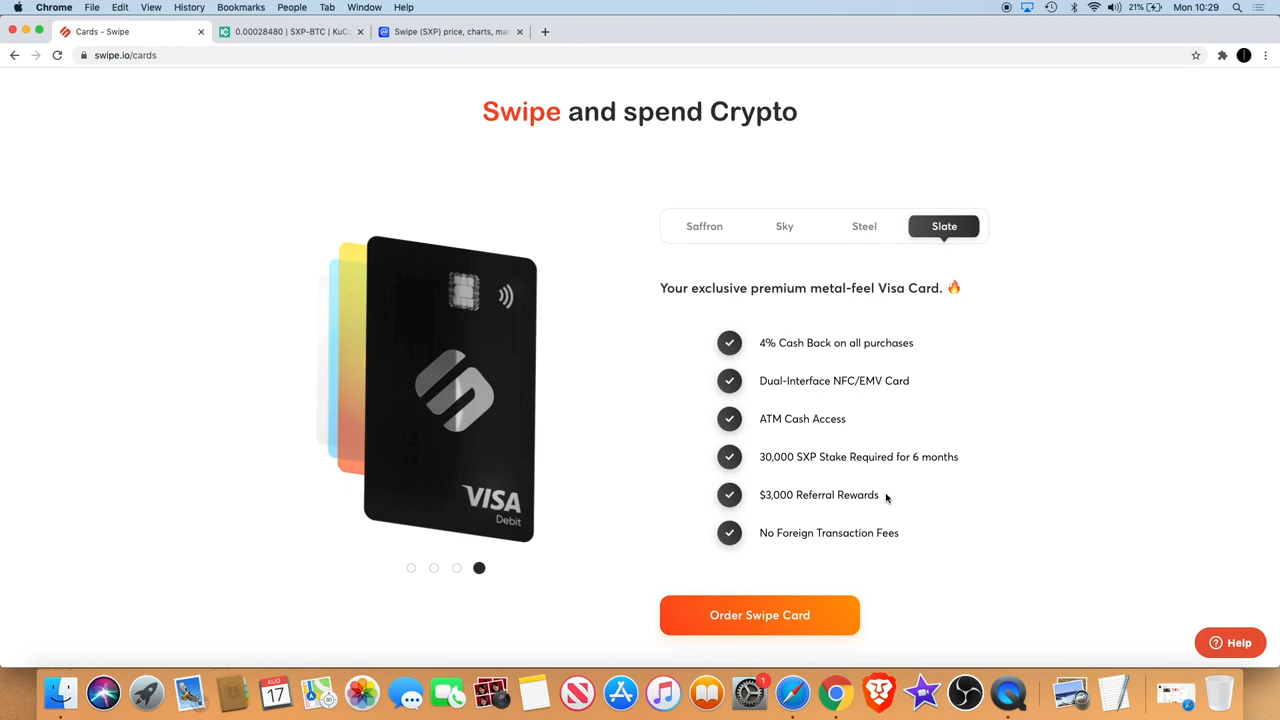 Chrome File Edit View History Bookmarks People Tab Window Help
21% Mon 10:29
Cards - Swipe
0.00028480 | SXP-BTC | KuC
Swipe (SXP) price, charts, mar
swipe.io/cards
Swipe and spend Crypto
Saffron Sky Steel Slate
Your exclusive premium metal-feel Visa Card.
4% Cash Back on all purchases
Dual-Interface NFC/EMV Card
ATM Cash Access
30,000 SXP Stake Required for 6 months
$3,000 Referral Rewards
No Foreign Transaction Fees
VISA
Debit
Order Swipe Card
Help
AUG
17
1